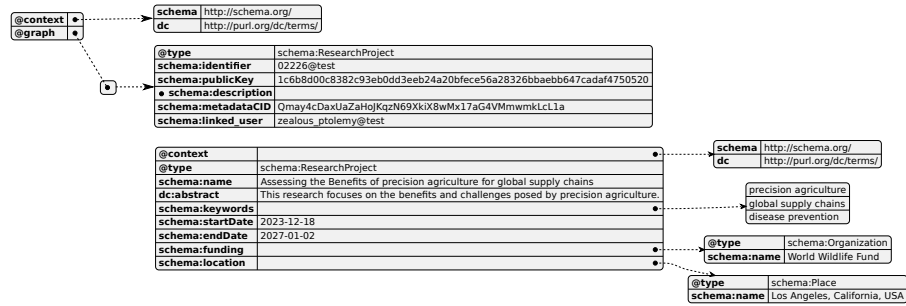 @context
@graph
schema http://schema.org/
dc http://purl.org/dc/terms/
@type schema:ResearchProject
schema:identifier 02226@test
schema:publicKey 1c6b8d00c8382c93eb0dd3eeb24a20bfece56a28326bbaebb647cadaf4750520
schema:description
schema:metadataCID Qmay4cDaxUaZaHoJKqzN69XkiX8wMx17aG4VMmwmkLcL1a
schema:linked_user zealous_ptolemy@test
@context
@type schema:ResearchProject
schema:name Assessing the Benefits of precision agriculture for global supply chains
dc:abstract This research focuses on the benefits and challenges posed by precision agriculture.
schema:keywords
schema:startDate 2023-12-18
schema:endDate 2027-01-02
schema:funding
schema:location
schema http://schema.org/
dc http://purl.org/dc/terms/
precision agriculture
global supply chains
disease prevention
@type schema:Organization
schema:name World Wildlife Fund
@type schema:Place
schema:name Los Angeles, California, USA